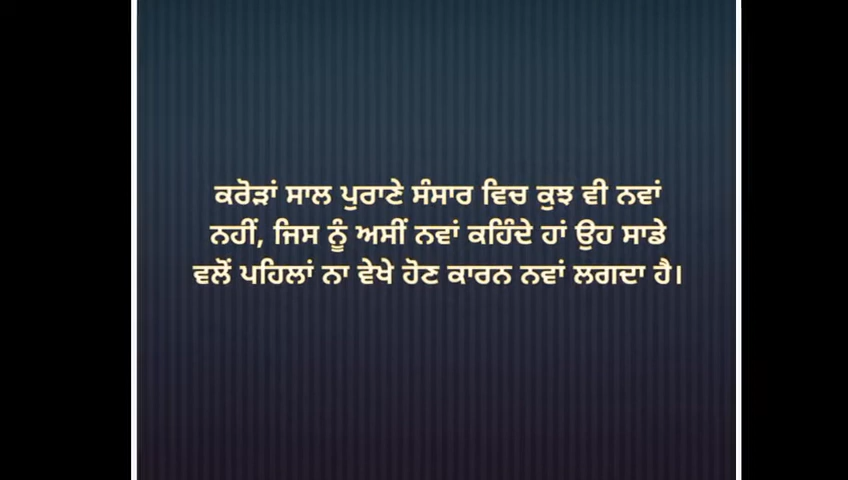 ਕਰੋੜਾਂ ਸਾਲ ਪੁਰਾਣੇ ਸੰਸਾਰ ਵਿਚ ਕੁਝ ਵੀ ਨਵਾਂ
ਨਹੀਂ, ਜਿਸ ਨੂੰ ਅਸੀਂ ਨਵਾਂ ਕਹਿੰਦੇ ਹਾਂ ਉਹ ਸਾਡੇ
ਵਲੋਂ ਪਹਿਲਾਂ ਨਾ ਵੇਖੇ ਹੋਣ ਕਾਰਨ ਨਵਾਂ ਲਗਦਾ ਹੈ।